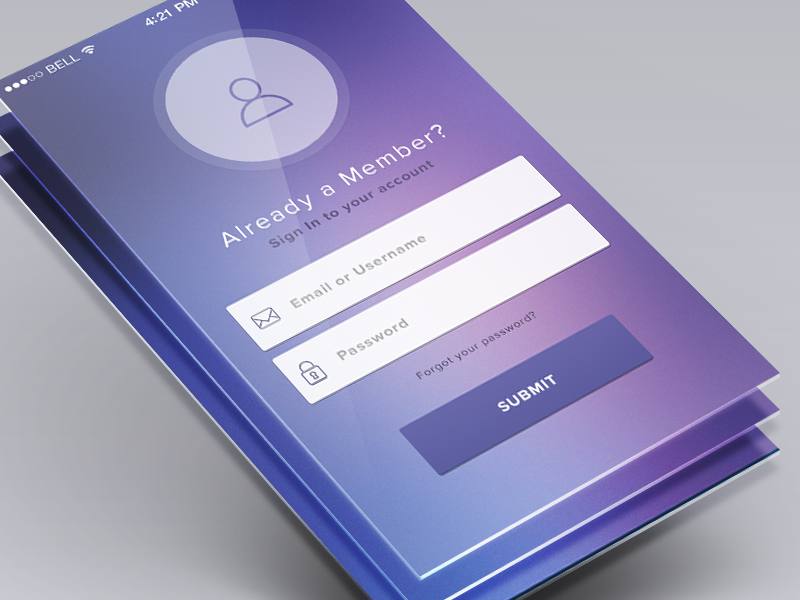 BELL 4:21 PM
Already a Member?
Sign In to your account
Email or Username
Password
Forgot your password?
SUBMIT